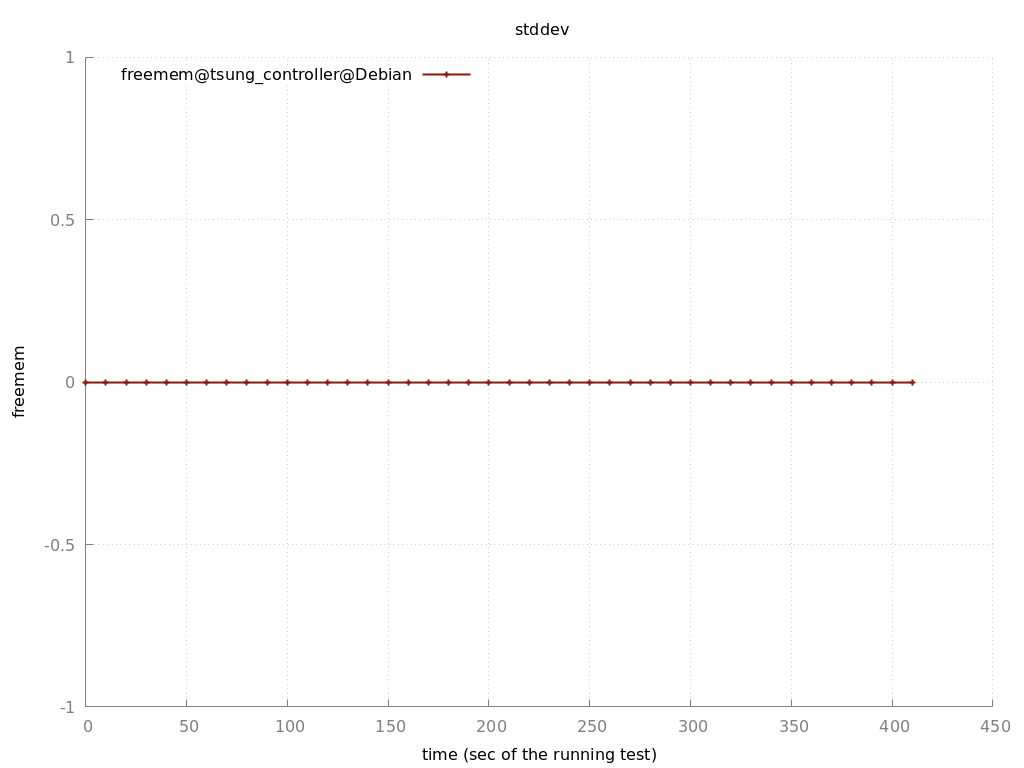 stddev
1
freemem@tsung_controller@Debian
0.5
freemem
0
-0.5
-1
0 50 100 150 200 250 300 350 400 450
time (sec of the running test)